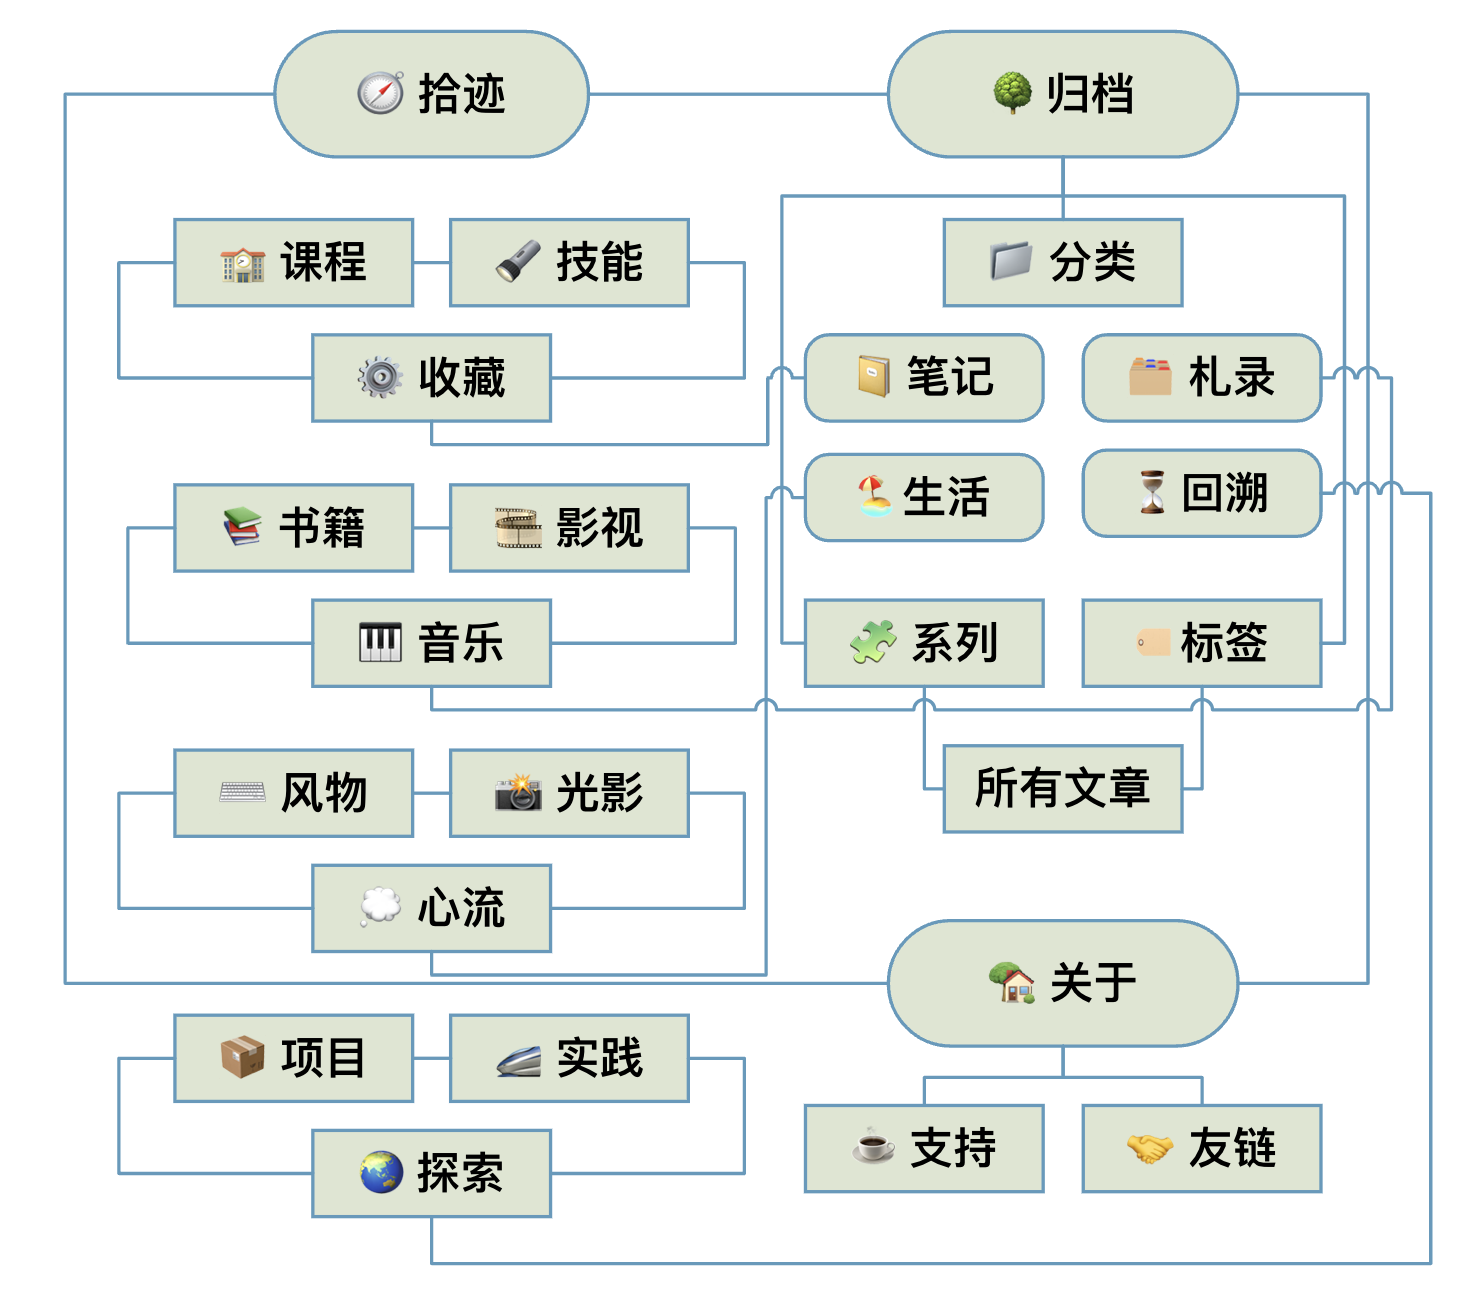 拾迹
归档
课程
技能
收藏
分类
笔记
札录
生活
回溯
书籍
影视
音乐
系列
标签
所有文章
风物
光影
心流
关于
项目
实践
探索
支持
友链